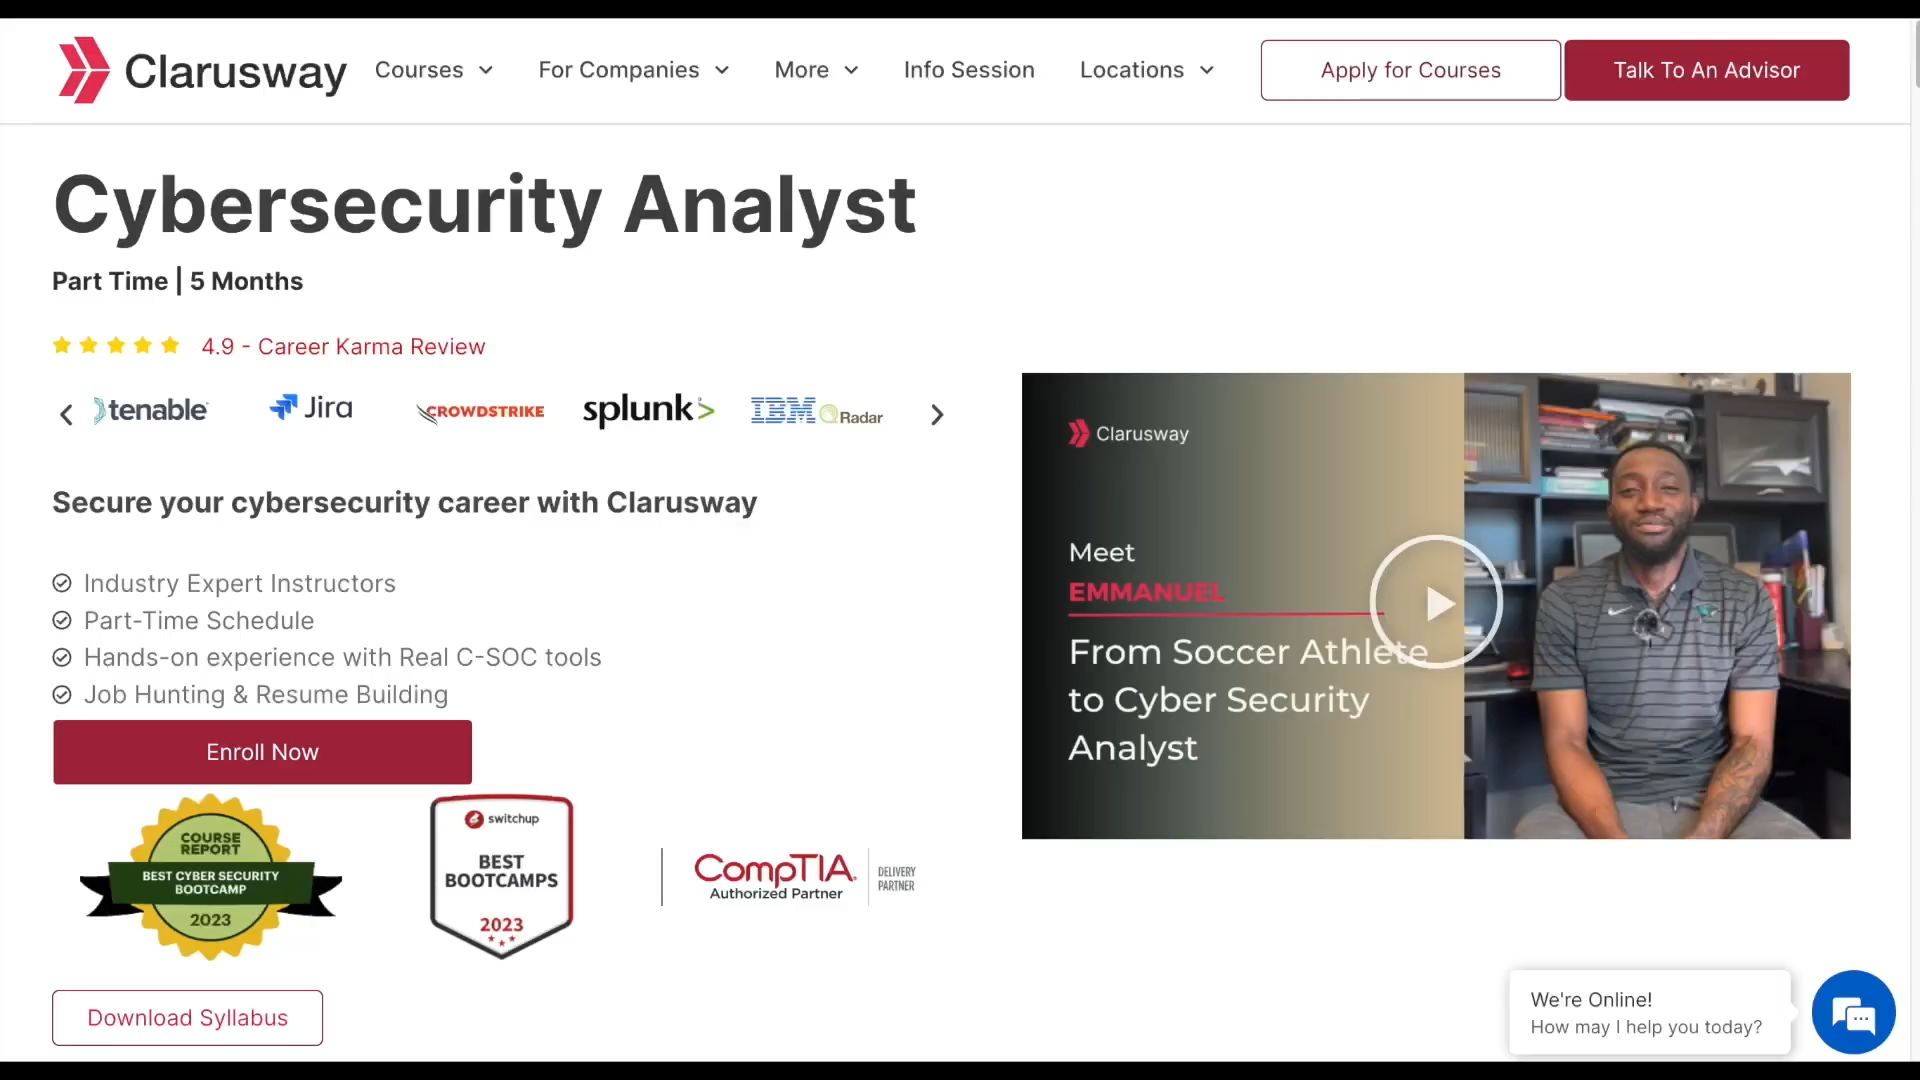 Clarusway
Courses
For Companies
More
Info Session
Locations
Apply for Courses
Talk To An Advisor
Cybersecurity Analyst
Part Time | 5 Months
4.9 - Career Karma Review
tenable
Jira
CROWDSTRIKE
splunk>
IBM QRadar
Secure your cybersecurity career with Clarusway
Industry Expert Instructors
Part-Time Schedule
Hands-on experience with Real C-SOC tools
Job Hunting & Resume Building
Enroll Now
COURSE
REPORT
BEST CYBER SECURITY
BOOTCAMP
2023
switchup
BEST
BOOTCAMPS
2023
CompTIA.
Authorized Partner
DELIVERY
PARTNER
Download Syllabus
Clarusway
Meet
EMMANUEL
From Soccer Athlete
to Cyber Security
Analyst
We're Online!
How may I help you today?